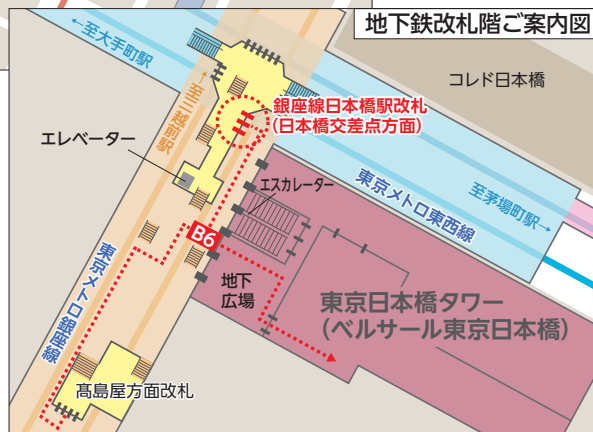 地下鉄改札階ご案内図
←至大手町駅
コレド日本橋
←至三越前駅
銀座線日本橋駅改札
(日本橋交差点方面)
エレベーター
東京メトロ東西線
エスカレーター
至茅場町駅→
B6
地下
広場
東京日本橋タワー
(ベルサール東京日本橋)
東京メトロ銀座線
髙島屋方面改札